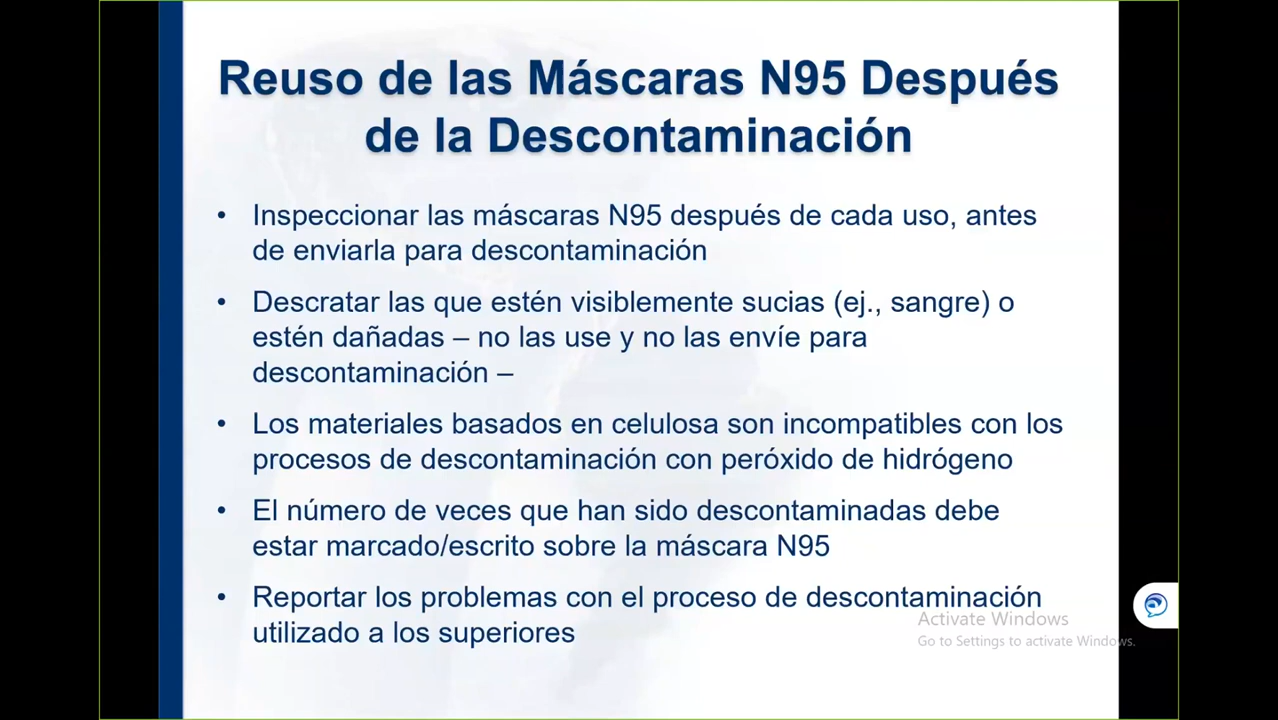 Reuso de las Máscaras N95 Después
de la Descontaminación
• Inspeccionar las máscaras N95 después de cada uso, antes
de enviarla para descontaminación
• Descratar las que estén visiblemente sucias (ej., sangre) o
estén dañadas – no las use y no las envíe para
descontaminación –
• Los materiales basados en celulosa son incompatibles con los
procesos de descontaminación con peróxido de hidrógeno
• El número de veces que han sido descontaminadas debe
estar marcado/escrito sobre la máscara N95
• Reportar los problemas con el proceso de descontaminación
utilizado a los superiores
Activate Windows
Go to Settings to activate Windows.